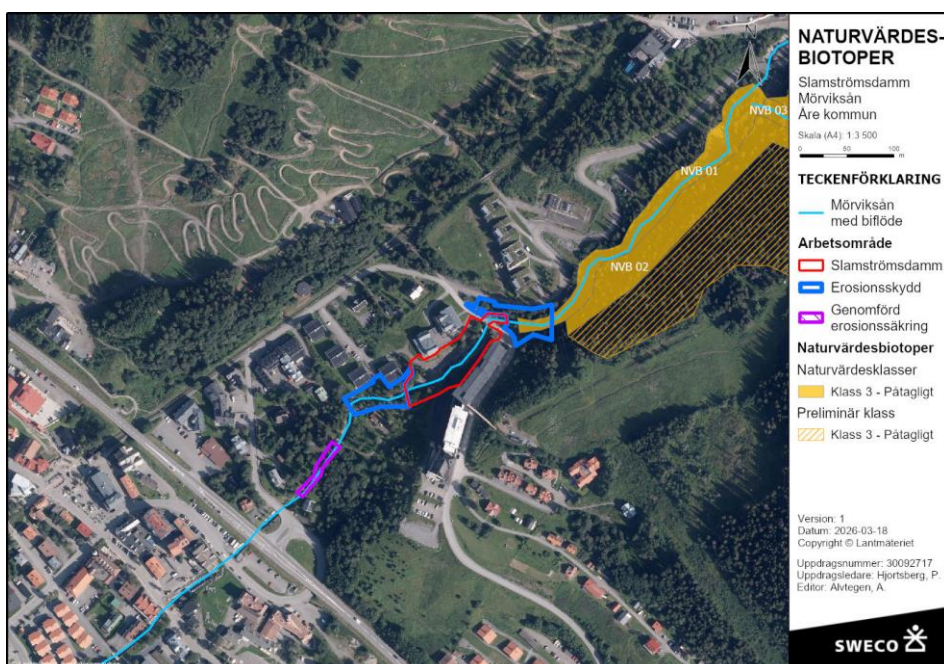 NATURVÄRDES-
BIOTOPER
Slamströmsdamm
Mörviksån
Åre kommun
Skala (A4): 1:3 500
0 50 100
m
TECKENFÖRKLARING
Mörviksån
med biflöde
Arbetsområde
Slamströmsdamm
Erosionsskydd
Genomförd
erosionssäkring
Naturvärdesbiotoper
Naturvärdesklasser
Klass 3 - Påtagligt
Preliminär klass
Klass 3 - Påtagligt
Version: 1
Datum: 2026-03-18
Copyright © Lantmäteriet
Uppdragsnummer: 30092717
Uppdragsledare: Hjortsberg, P.
Editor: Älvtegen, A.
SWECO
N
NVB 03
NVB 01
NVB 02